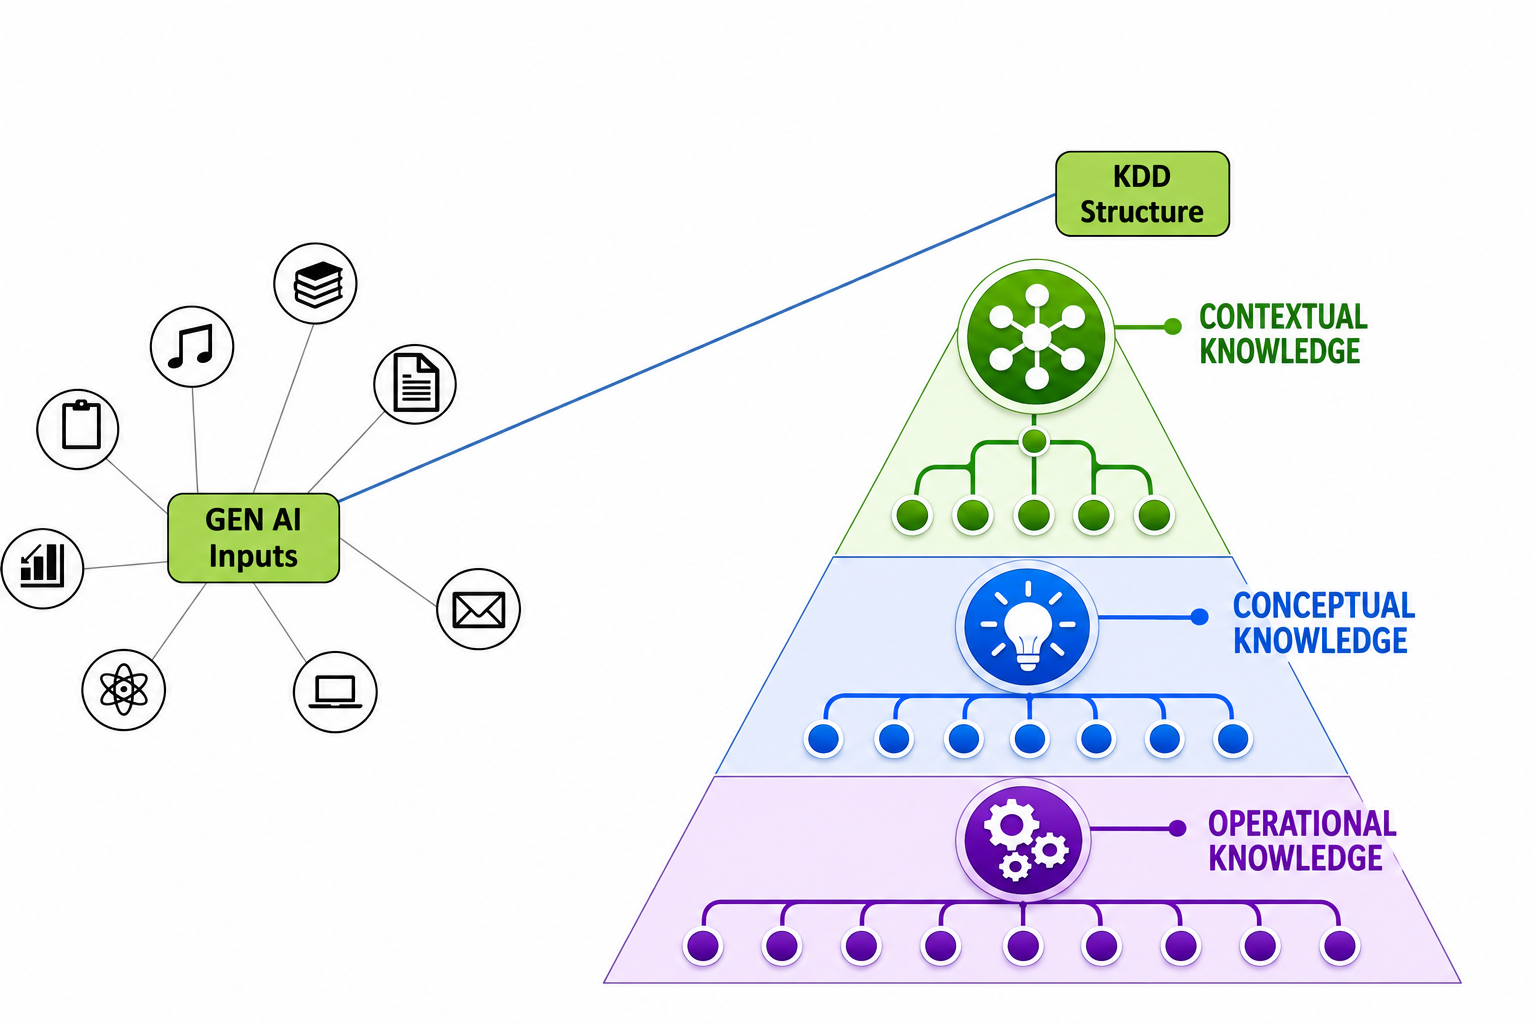 KDD
Structure
CONTEXTUAL
KNOWLEDGE
GEN AI
Inputs
CONCEPTUAL
KNOWLEDGE
OPERATIONAL
KNOWLEDGE